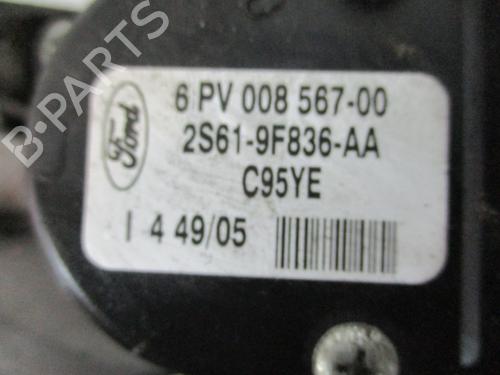 B-PARTS
Ford
6 PV 008 567-00
2S61-9F836-AA
C95YE
I 4 49/05